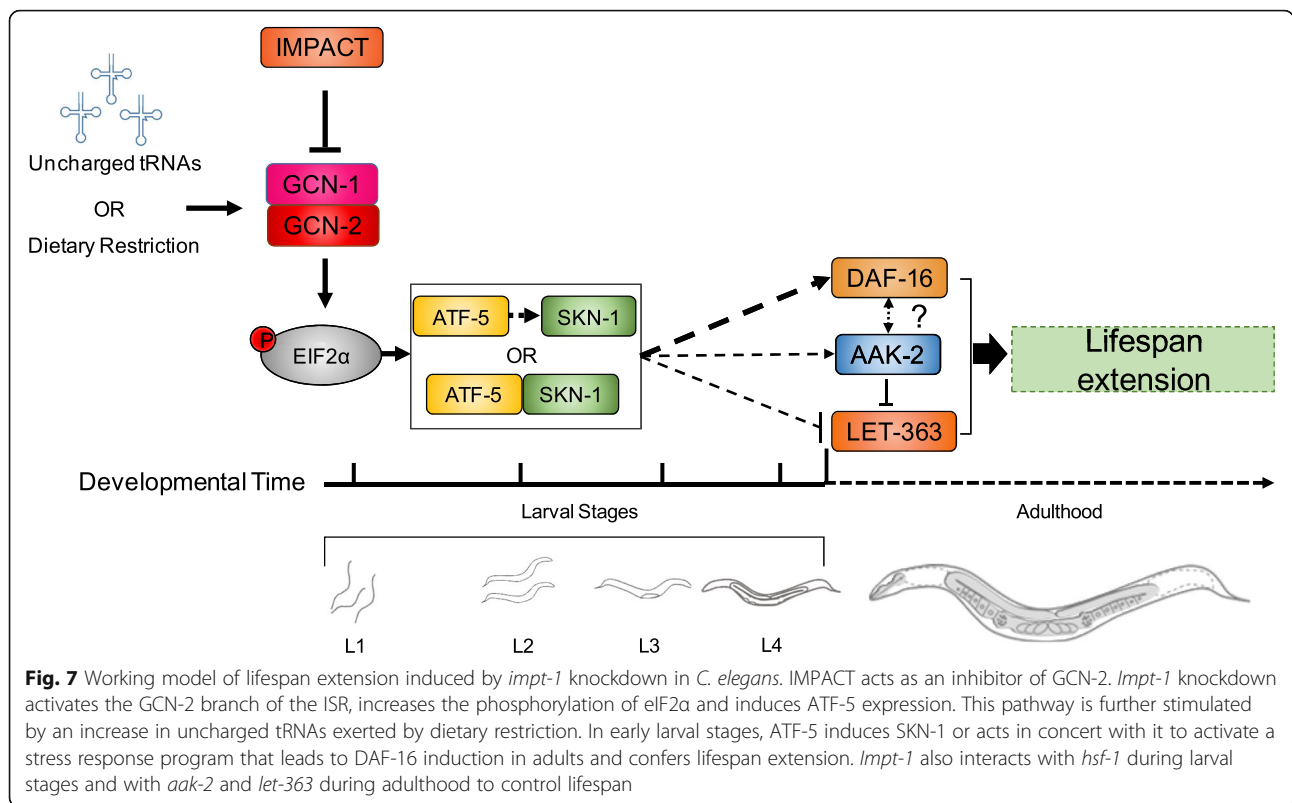 IMPACT
Uncharged tRNAs
OR
Dietary Restriction
GCN-1
GCN-2
P
EIF2α
ATF-5
SKN-1
OR
ATF-5
SKN-1
DAF-16
?
AAK-2
LET-363
Lifespan
extension
Developmental Time
Larval Stages
Adulthood
L1
L2
L3
L4
Fig. 7 Working model of lifespan extension induced by impt-1 knockdown in C. elegans. IMPACT acts as an inhibitor of GCN-2. Impt-1 knockdown
activates the GCN-2 branch of the ISR, increases the phosphorylation of eIF2α and induces ATF-5 expression. This pathway is further stimulated
by an increase in uncharged tRNAs exerted by dietary restriction. In early larval stages, ATF-5 induces SKN-1 or acts in concert with it to activate a
stress response program that leads to DAF-16 induction in adults and confers lifespan extension. Impt-1 also interacts with hsf-1 during larval
stages and with aak-2 and let-363 during adulthood to control lifespan